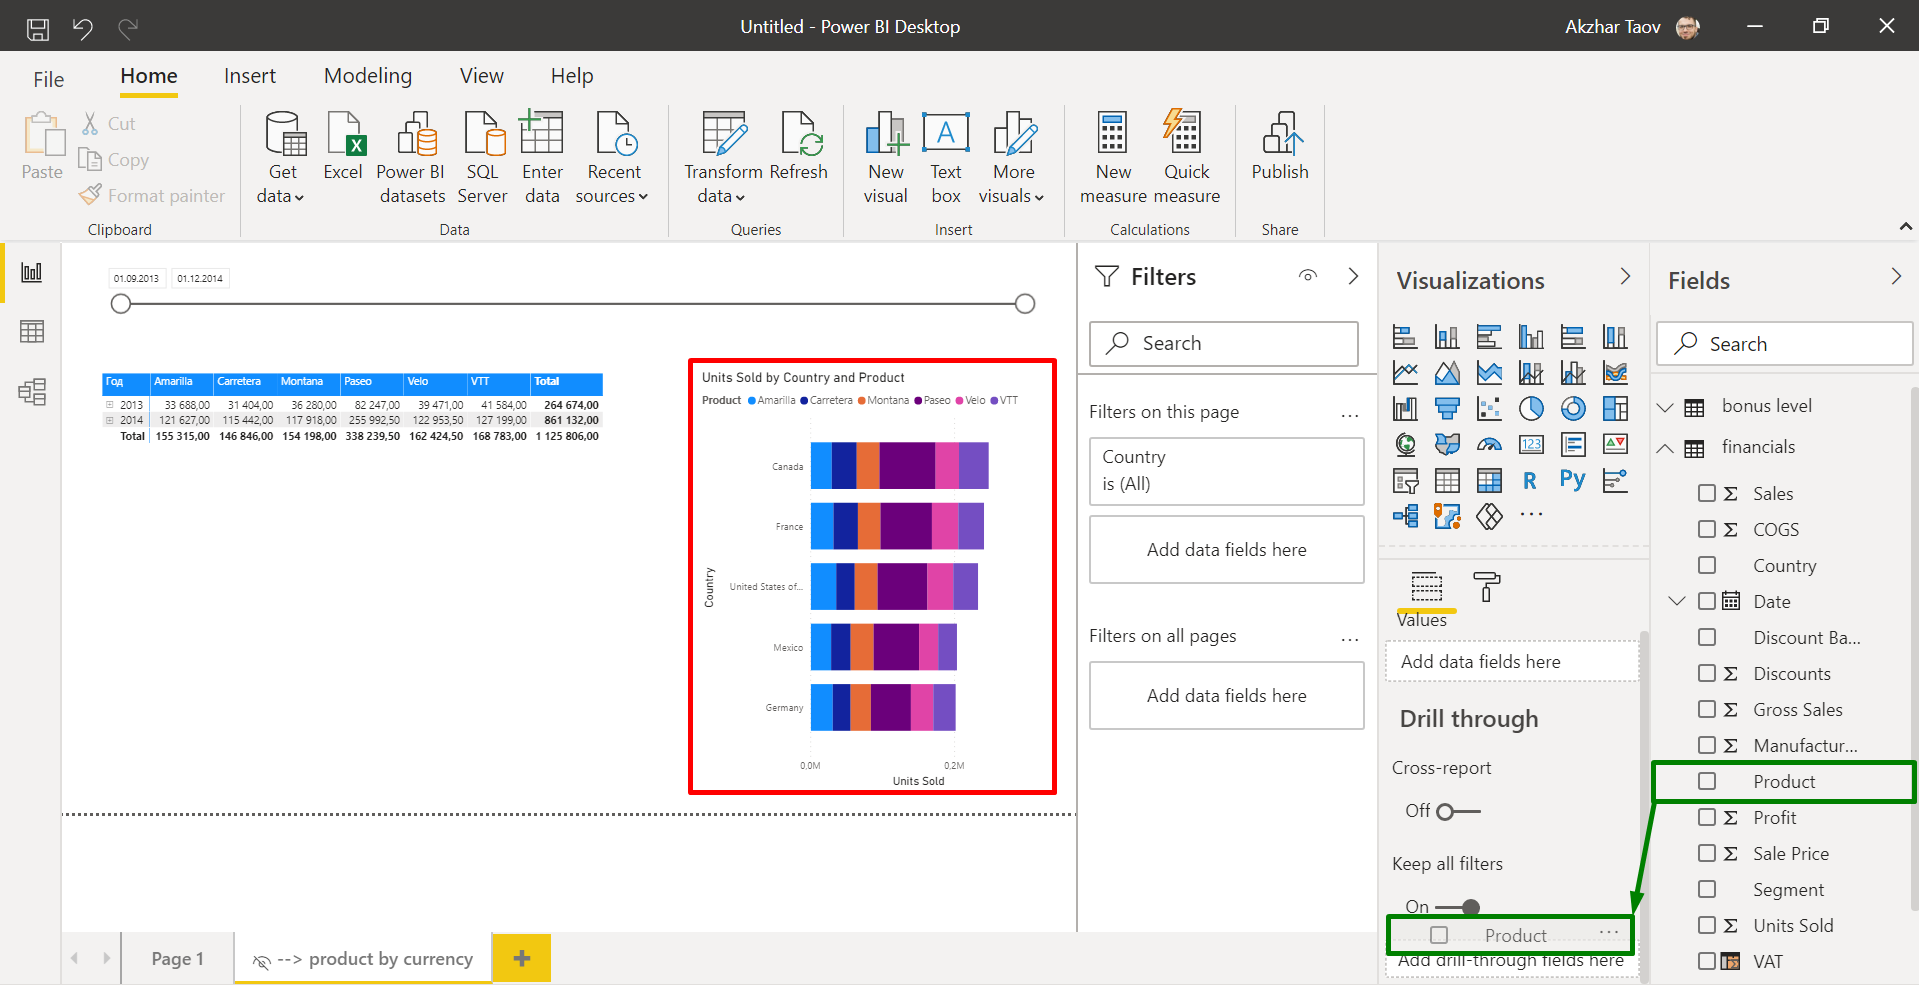 Untitled - Power BI Desktop
Akzhar Taov
File
Home
Insert
Modeling
View
Help
Paste
Cut
Copy
Format painter
Clipboard
Get data
Excel
Power BI datasets
SQL Server
Enter data
Recent sources
Data
Transform data
Refresh
Queries
New visual
Text box
More visuals
Insert
New measure
Quick measure
Calculations
Publish
Share
01.09.2013
01.12.2014
Год Amarilla Carretera Montana Paseo Velo VTT Total
2013 33 688,00 31 404,00 36 280,00 82 247,00 39 471,00 41 584,00 264 674,00
2014 121 627,00 115 442,00 117 918,00 255 992,50 122 953,50 127 199,00 861 132,00
Total 155 315,00 146 846,00 154 198,00 338 239,50 162 424,50 168 783,00 1 125 806,00
Units Sold by Country and Product
Product Amarilla Carretera Montana Paseo Velo VTT
Country
Canada
France
United States of...
Mexico
Germany
0,0M
0,2M
Units Sold
Page 1
--> product by currency
+
Filters
Search
Filters on this page
...
Country
is (All)
Add data fields here
Filters on all pages
...
Add data fields here
Visualizations
123
R
Py
...
Values
Add data fields here
Drill through
Cross-report
Off
Keep all filters
On
Product
...
Add drill-through fields here
Fields
Search
bonus level
financials
Σ Sales
Σ COGS
Country
Date
Discount Ba...
Σ Discounts
Σ Gross Sales
Σ Manufactur...
Product
Σ Profit
Σ Sale Price
Segment
Σ Units Sold
VAT